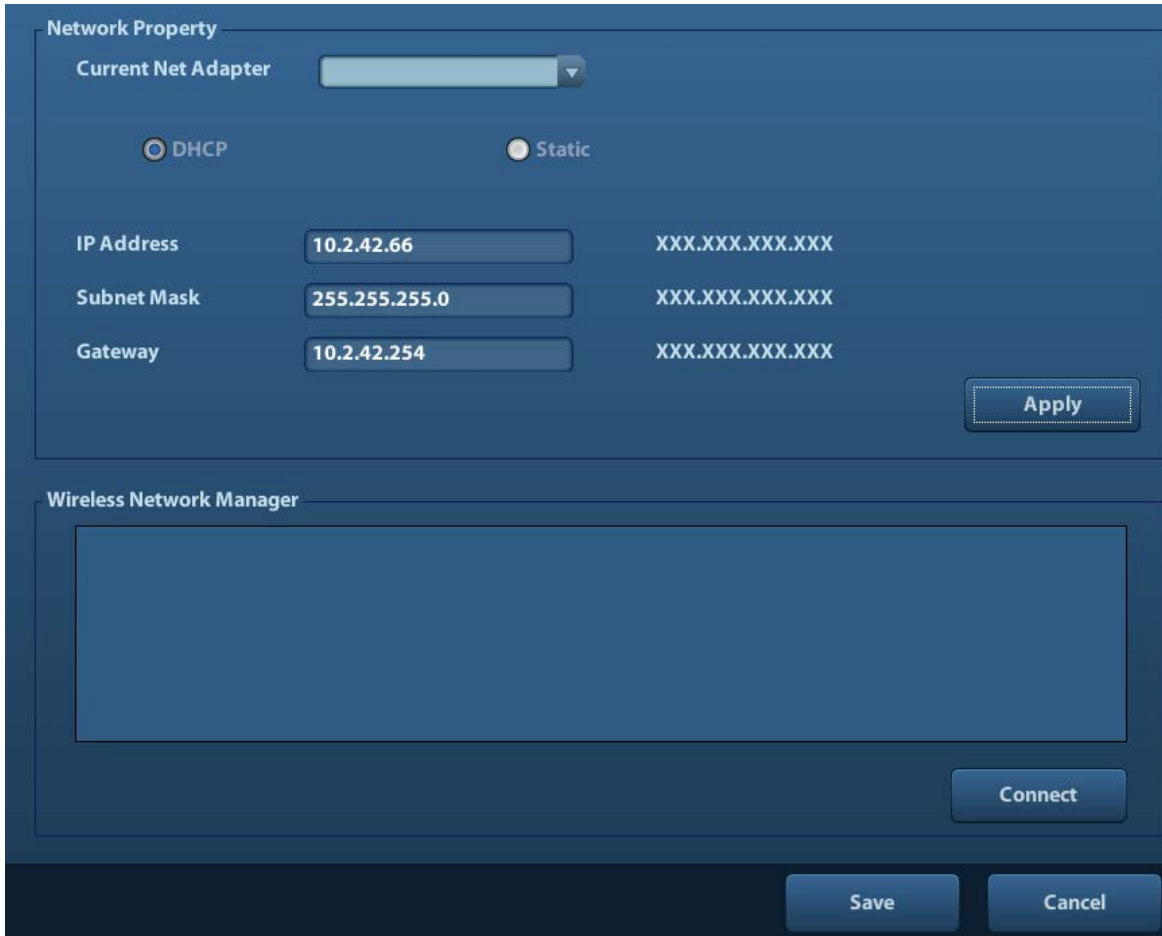 Network Property
Current Net Adapter
DHCP Static
IP Address 10.2.42.66 XXX.XXX.XXX.XXX
Subnet Mask 255.255.255.0 XXX.XXX.XXX.XXX
Gateway 10.2.42.254 XXX.XXX.XXX.XXX
Apply
Wireless Network Manager
Connect
Save Cancel